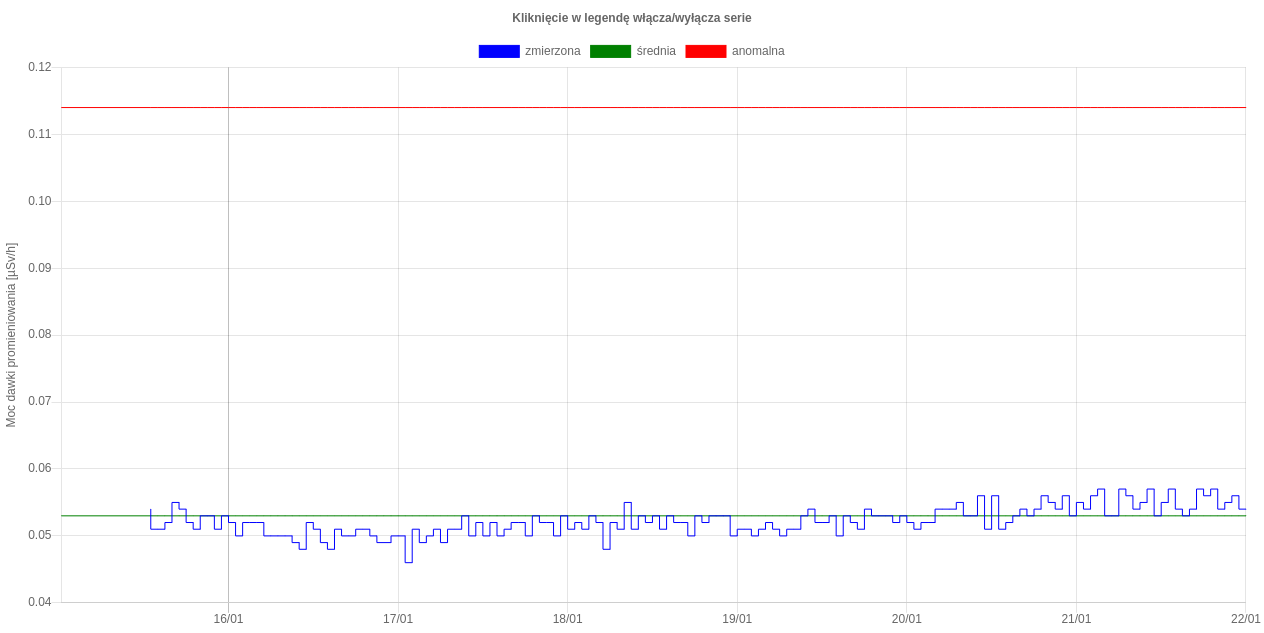 Kliknięcie w legendę włącza/wyłącza serie
zmierzona średnia anomalna
Moc dawki promieniowania [µSv/h]
0.12
0.11
0.10
0.09
0.08
0.07
0.06
0.05
0.04
16/01 17/01 18/01 19/01 20/01 21/01 22/01